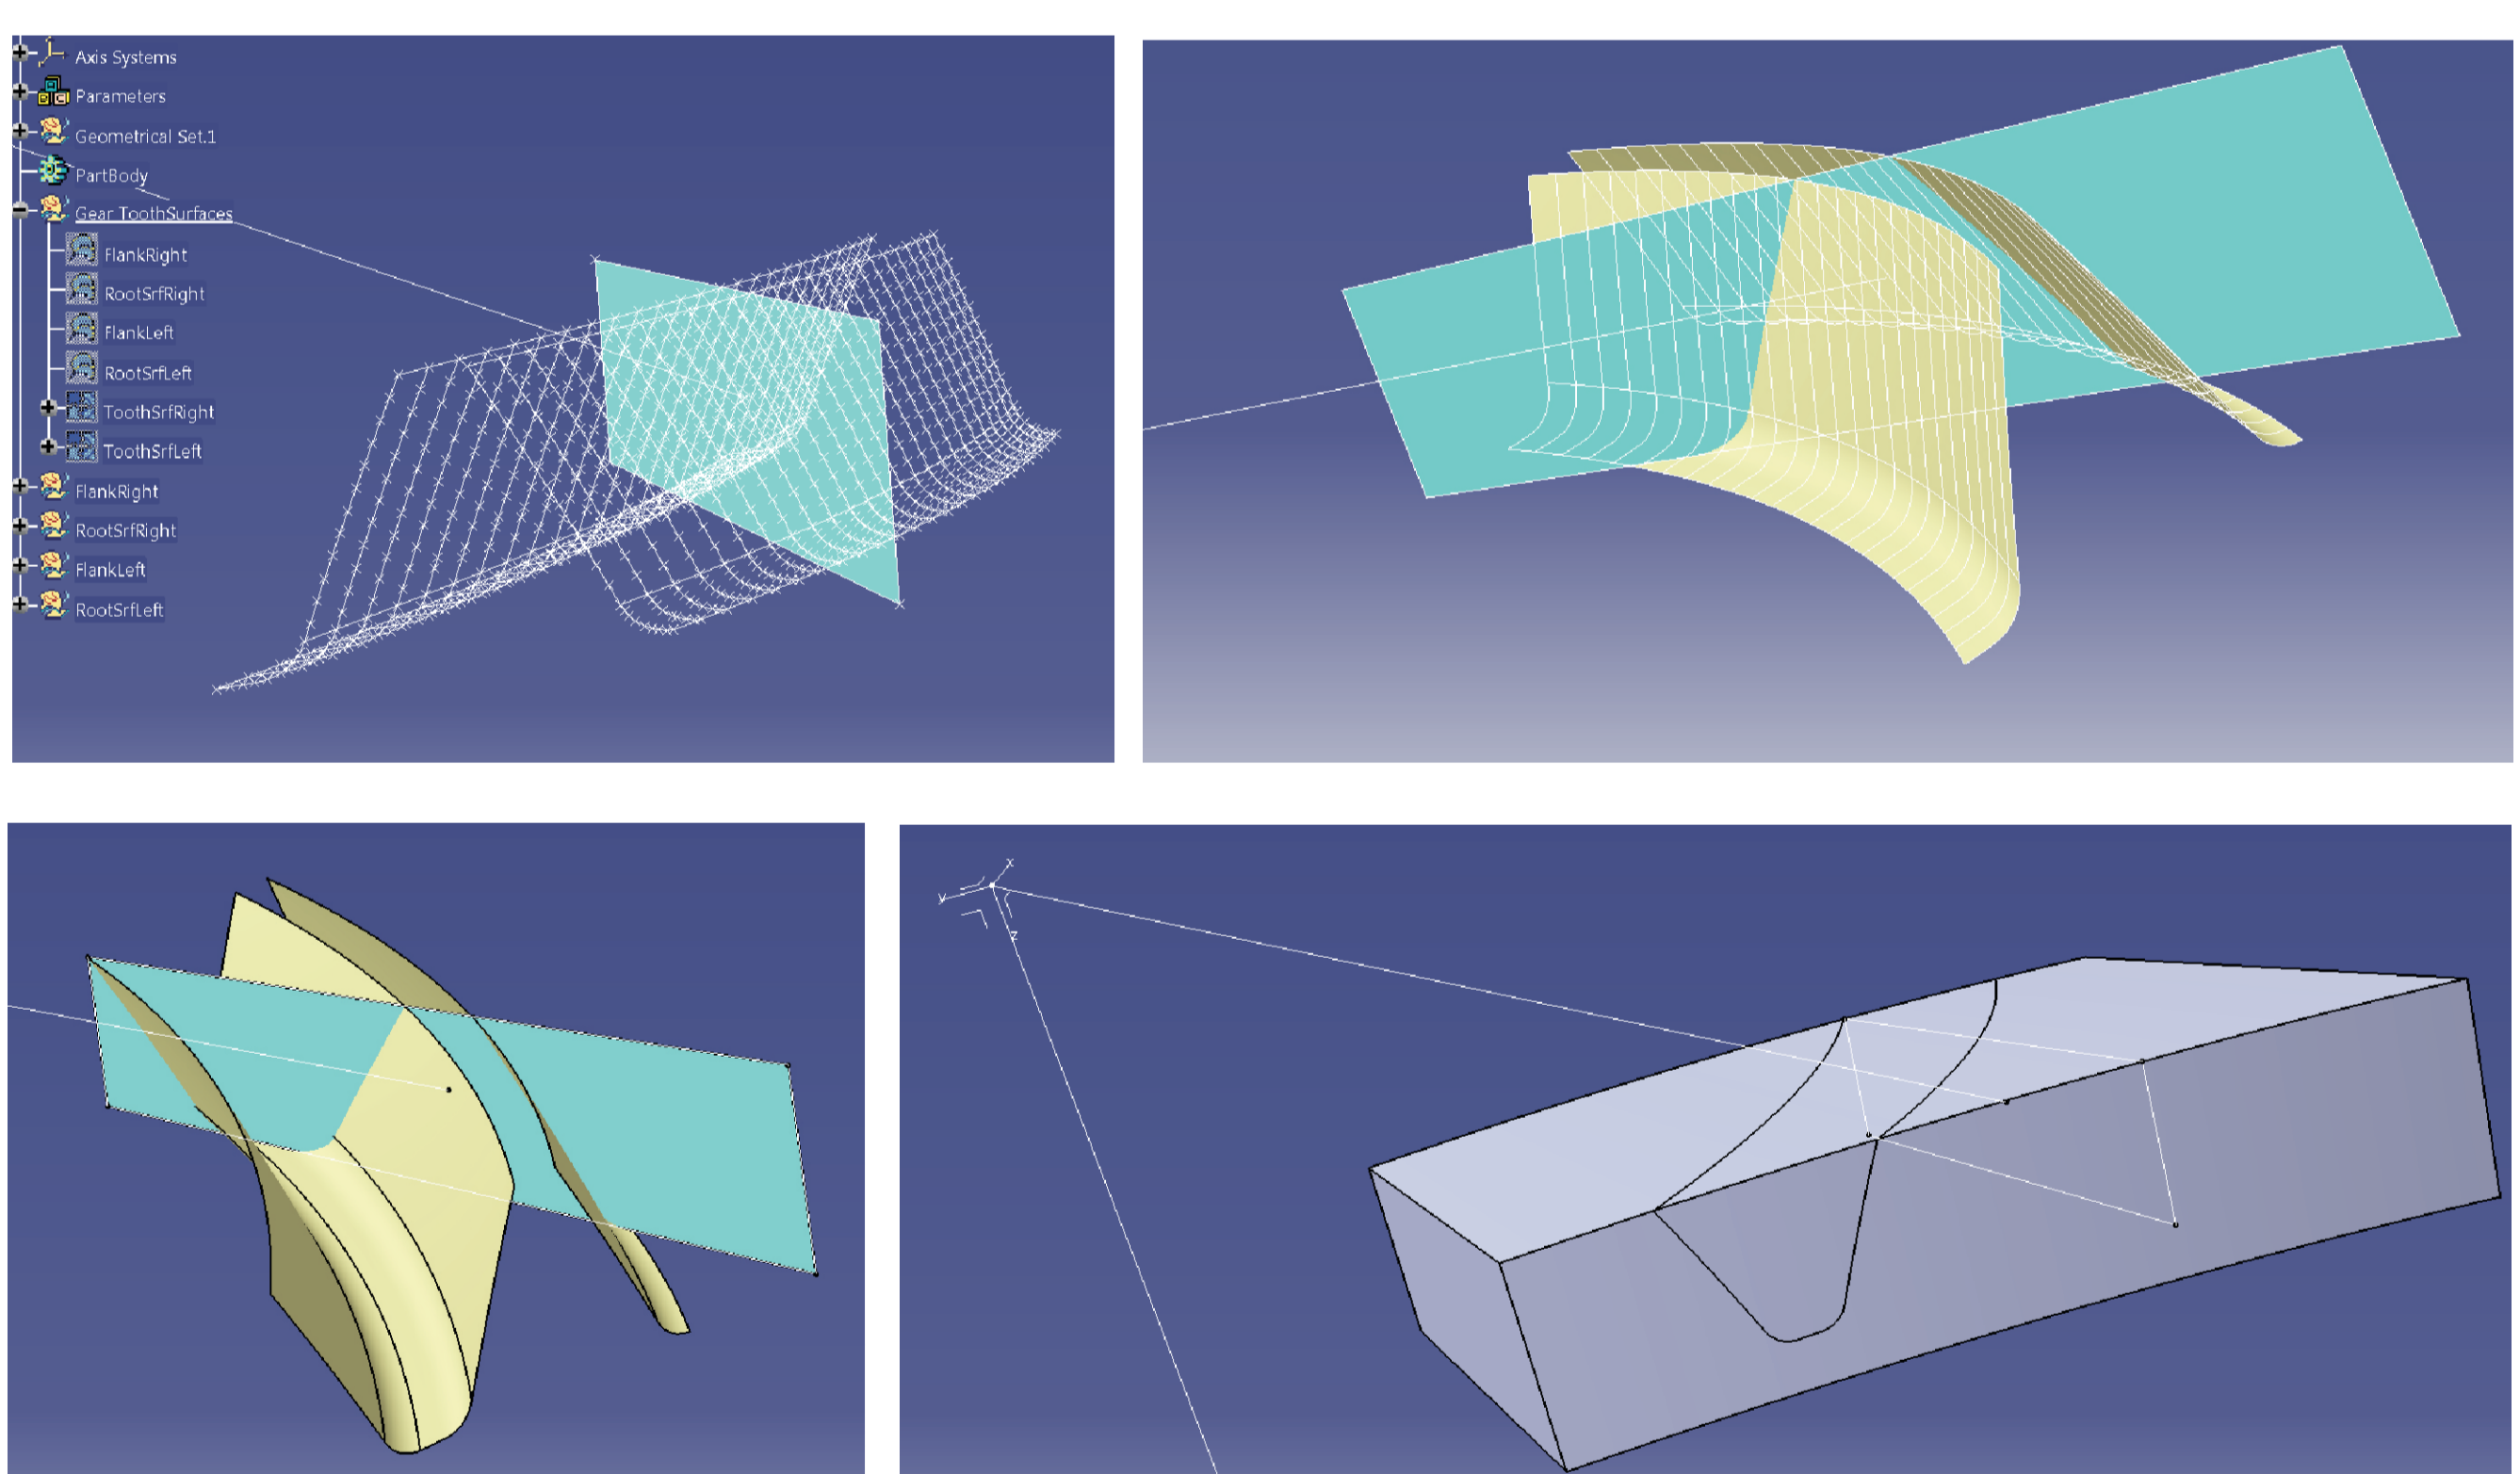 Axis Systems
Parameters
Geometrical Set.1
PartBody
Gear ToothSurfaces
FlankRight
RootSrfRight
FlankLeft
RootSrfLeft
ToothSrfRight
ToothSrfLeft
FlankRight
RootSrfRight
FlankLeft
RootSrfLeft
x
y
z